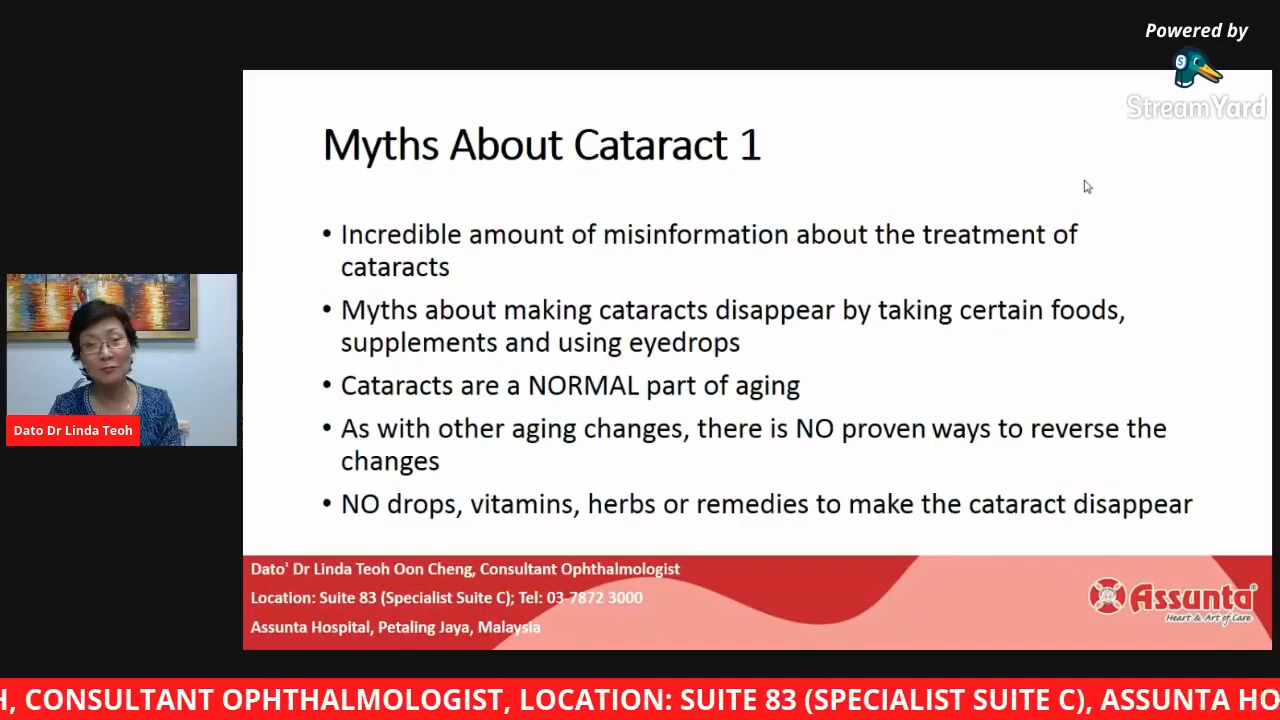 Powered by
StreamYard
Myths About Cataract 1
• Incredible amount of misinformation about the treatment of
cataracts
• Myths about making cataracts disappear by taking certain foods,
supplements and using eyedrops
• Cataracts are a NORMAL part of aging
• As with other aging changes, there is NO proven ways to reverse the
changes
• NO drops, vitamins, herbs or remedies to make the cataract disappear
Dato Dr Linda Teoh
Dato' Dr Linda Teoh Oon Cheng, Consultant Ophthalmologist
Location: Suite 83 (Specialist Suite C); Tel: 03-7872 3000
Assunta Hospital, Petaling Jaya, Malaysia
Assunta
Heart & Art of Care
H, CONSULTANT OPHTHALMOLOGIST, LOCATION: SUITE 83 (SPECIALIST SUITE C), ASSUNTA HO